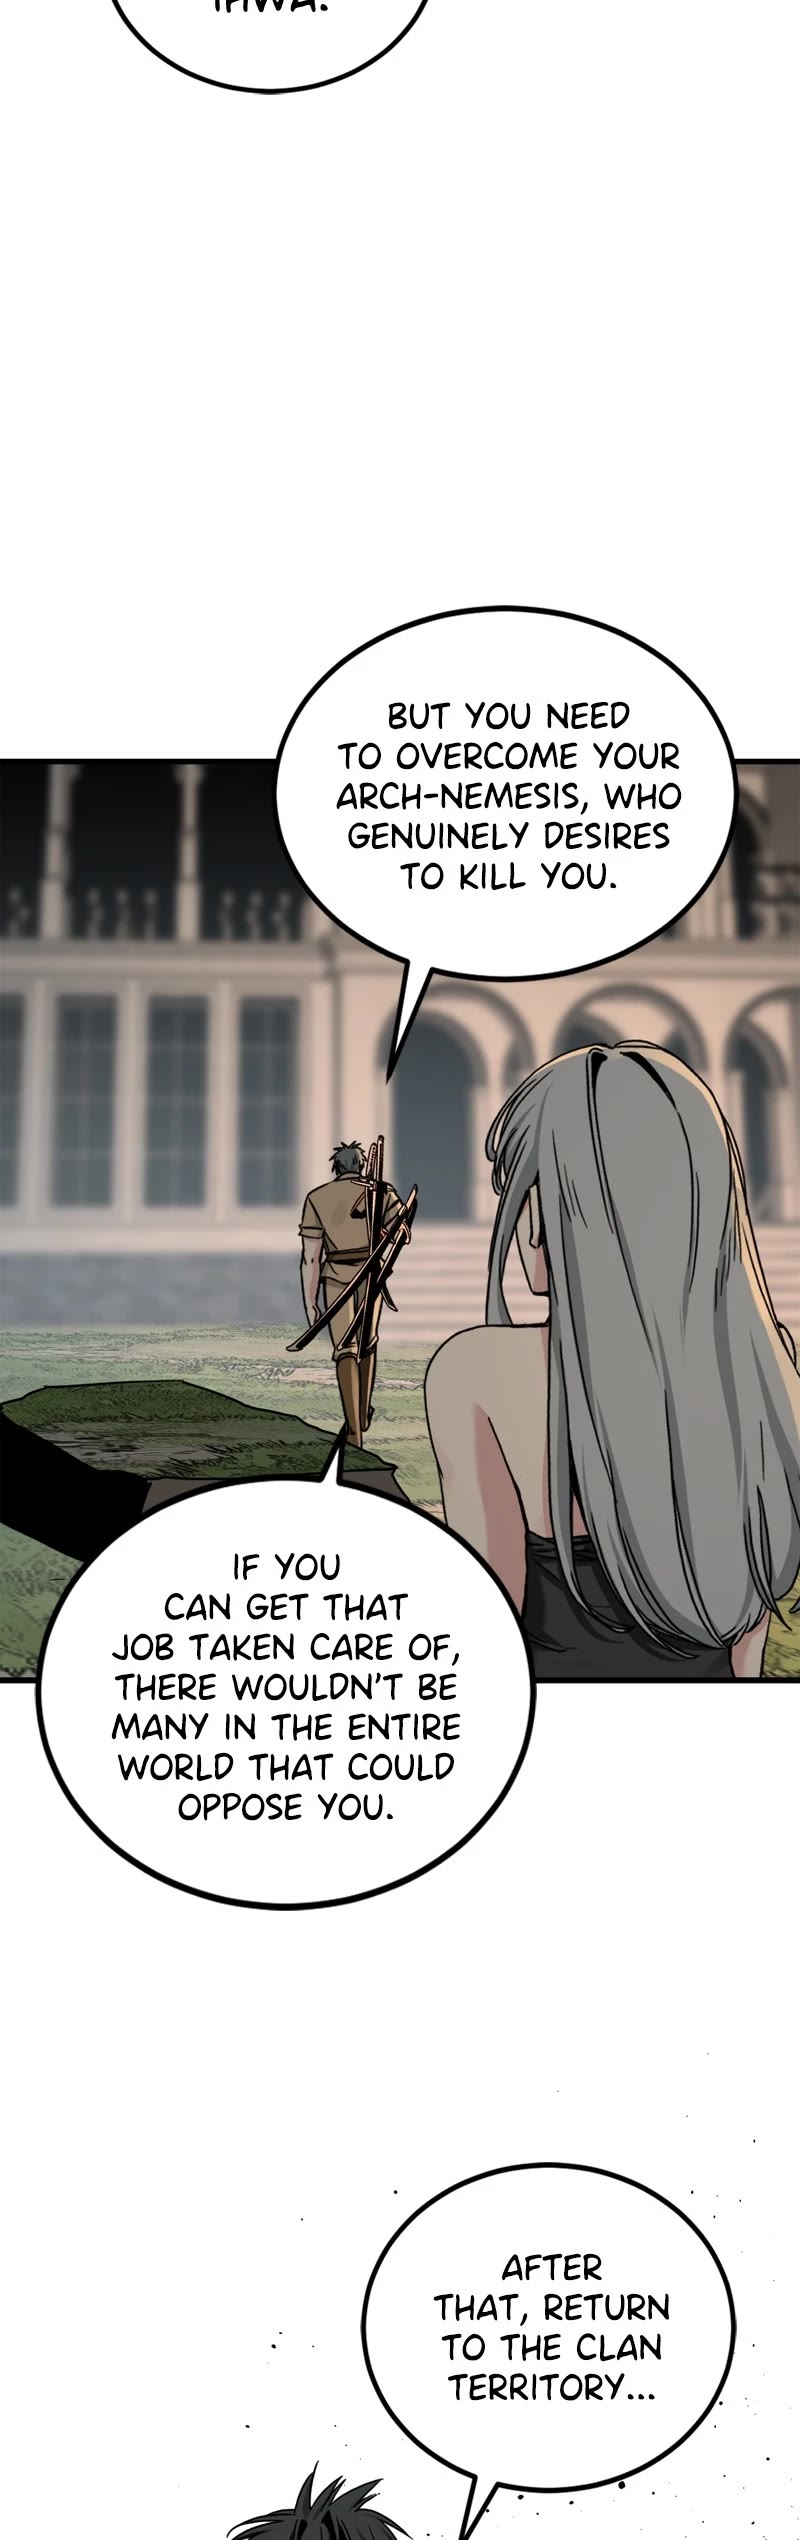 IHWA.
BUT YOU NEED
TO OVERCOME YOUR
ARCH-NEMESIS, WHO
GENUINELY DESIRES
TO KILL YOU.
IF YOU
CAN GET THAT
JOB TAKEN CARE OF,
THERE WOULDN'T BE
MANY IN THE ENTIRE
WORLD THAT COULD
OPPOSE YOU.
AFTER
THAT, RETURN
TO THE CLAN
TERRITORY...